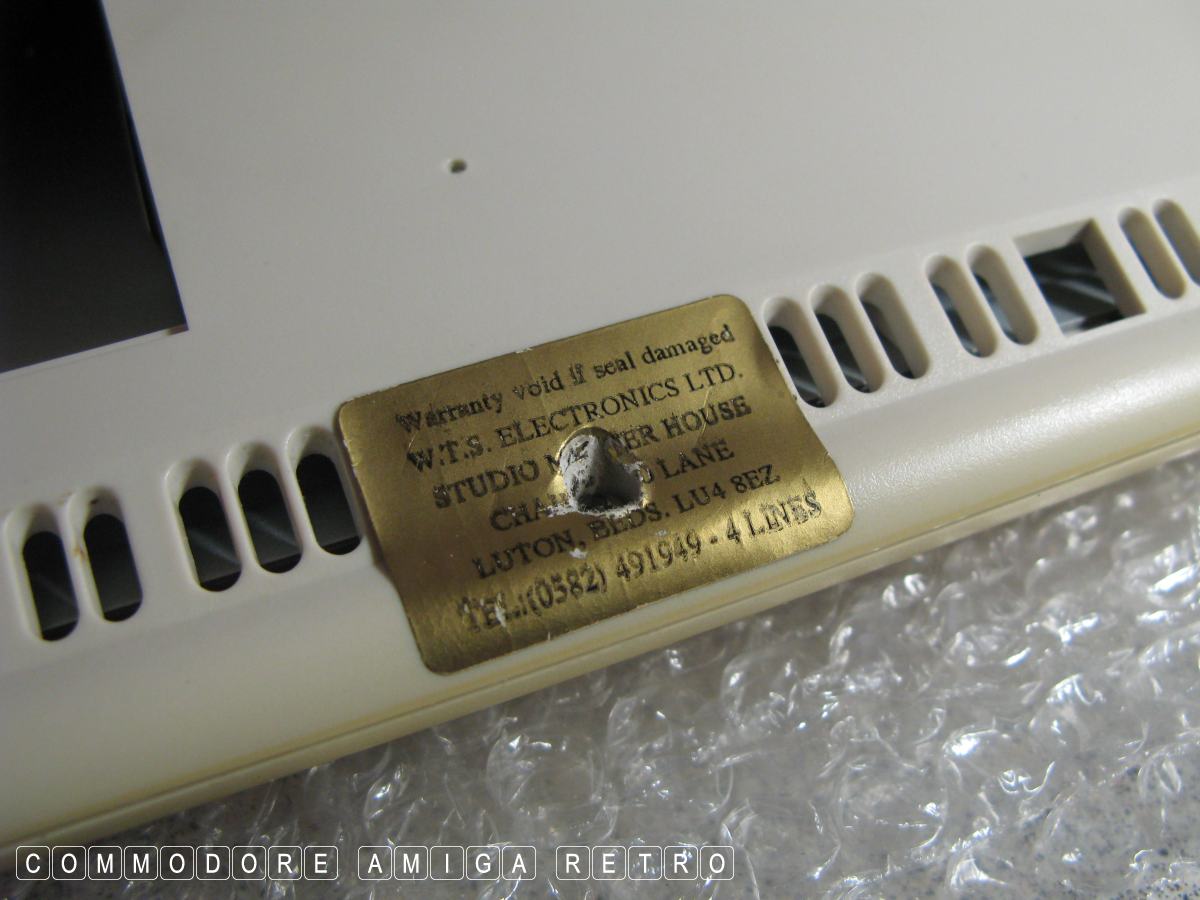 Warranty void if seal damaged
W.T.S. ELECTRONICS LTD.
STUDIO HOUSE
LANE
LUTON, BEDS. LU4 8EZ
TEL.:(0582) 491949 - 4 LINES
COMMODORE AMIGA RETRO